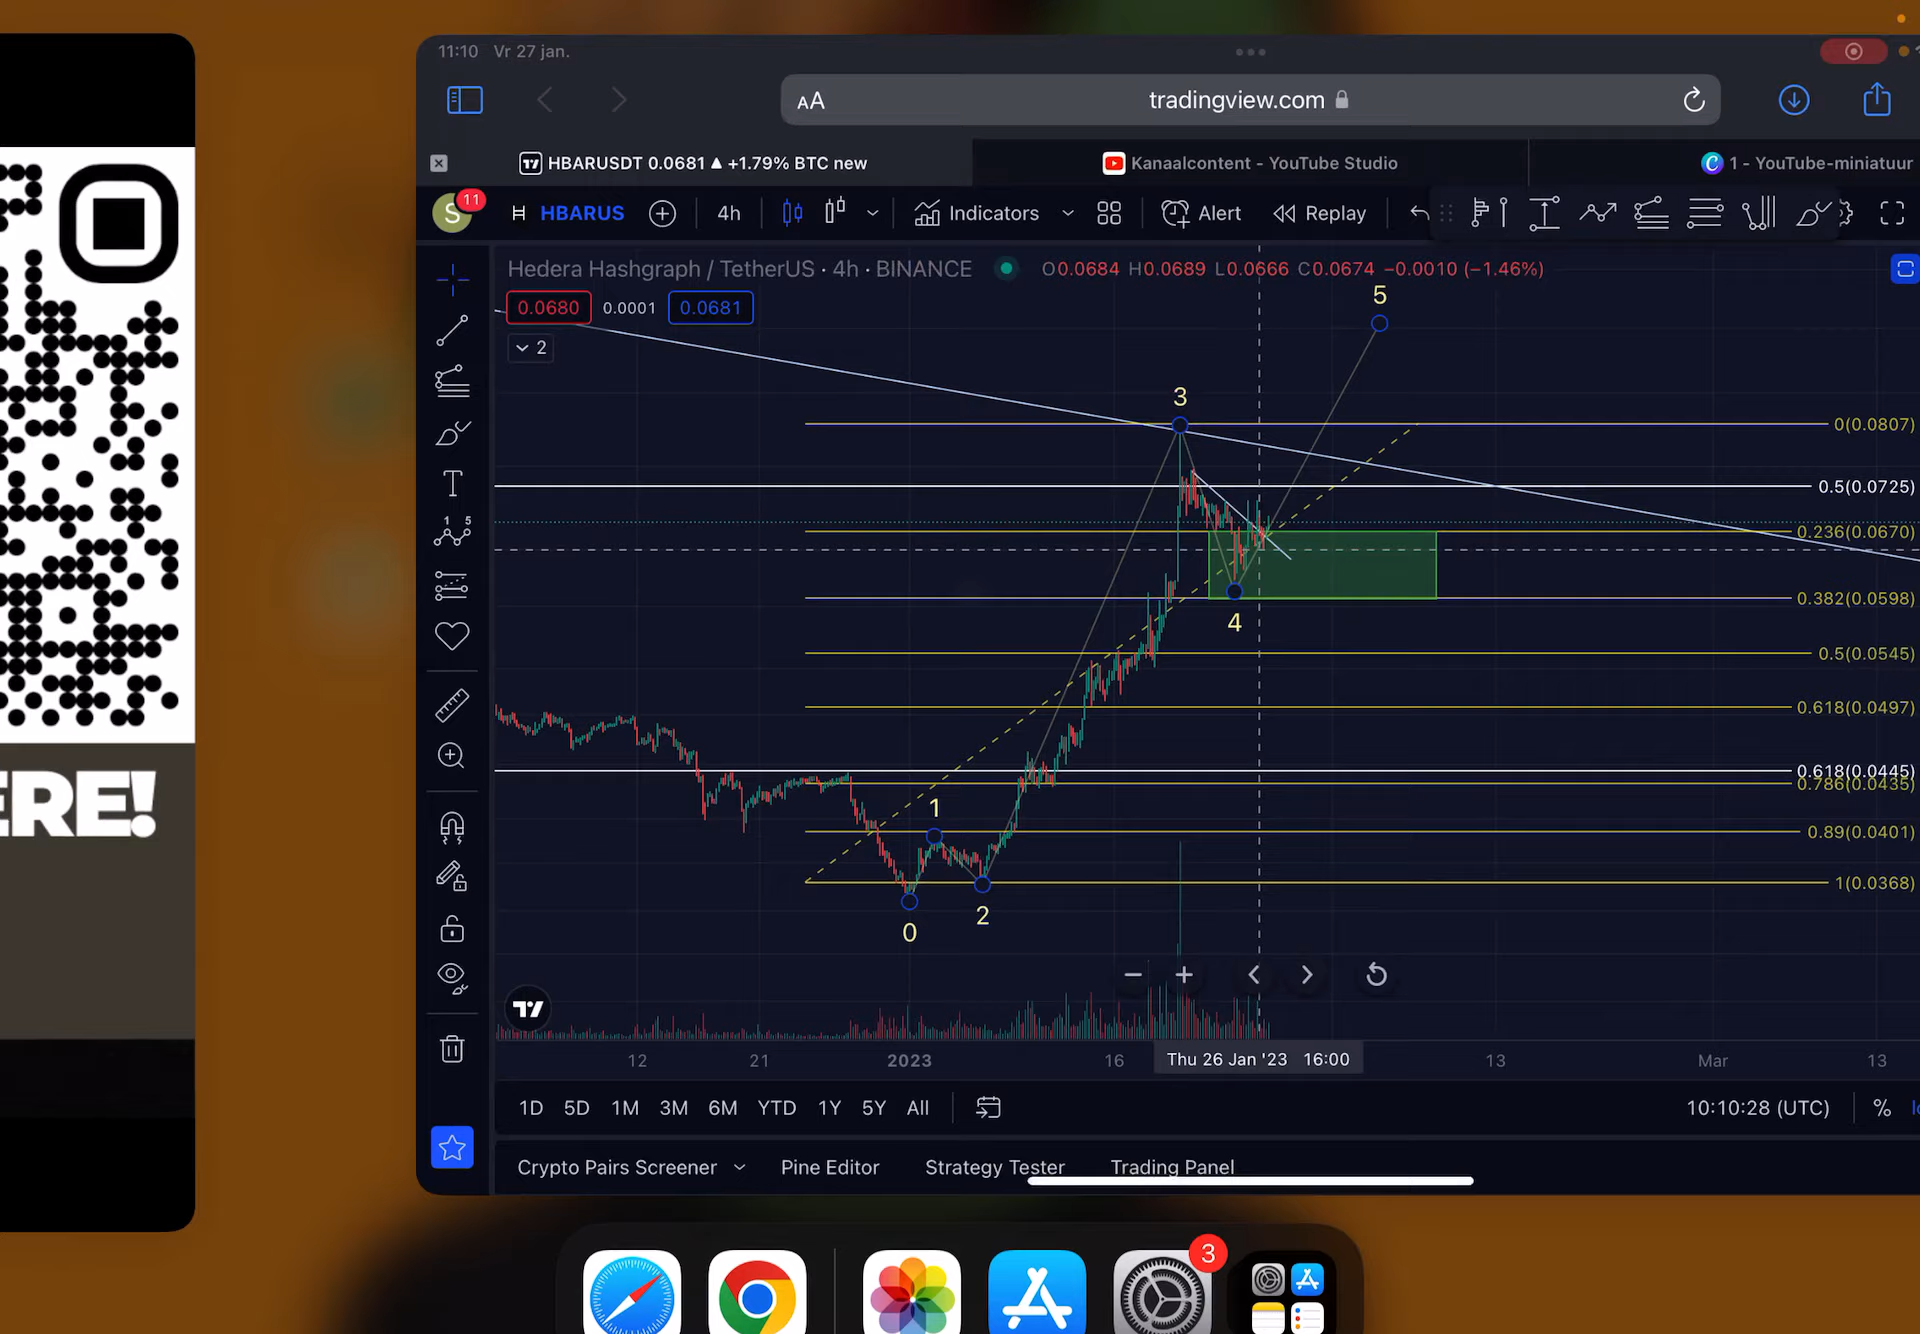 ERE!
11:10 Vr 27 jan.
AA tradingview.com
HBARUSDT 0.0681 ▲ +1.79% BTC new
Kanaalcontent - YouTube Studio
1 - YouTube-miniatuur
S 11 H HBARUS 4h Indicators Alert Replay
Hedera Hashgraph / TetherUS · 4h · BINANCE O0.0684 H0.0689 L0.0666 C0.0674 −0.0010 (−1.46%)
0.0680 0.0001 0.0681
2
5
3
0(0.0807)
0.5(0.0725)
0.236(0.0670)
0.382(0.0598)
4
0.5(0.0545)
0.618(0.0497)
0.618(0.0445)
0.786(0.0435)
1
0.89(0.0401)
1(0.0368)
2
0
12 21 2023 16 Thu 26 Jan '23 16:00 13 Mar 13
1D 5D 1M 3M 6M YTD 1Y 5Y All 10:10:28 (UTC) %
Crypto Pairs Screener Pine Editor Strategy Tester Trading Panel
3